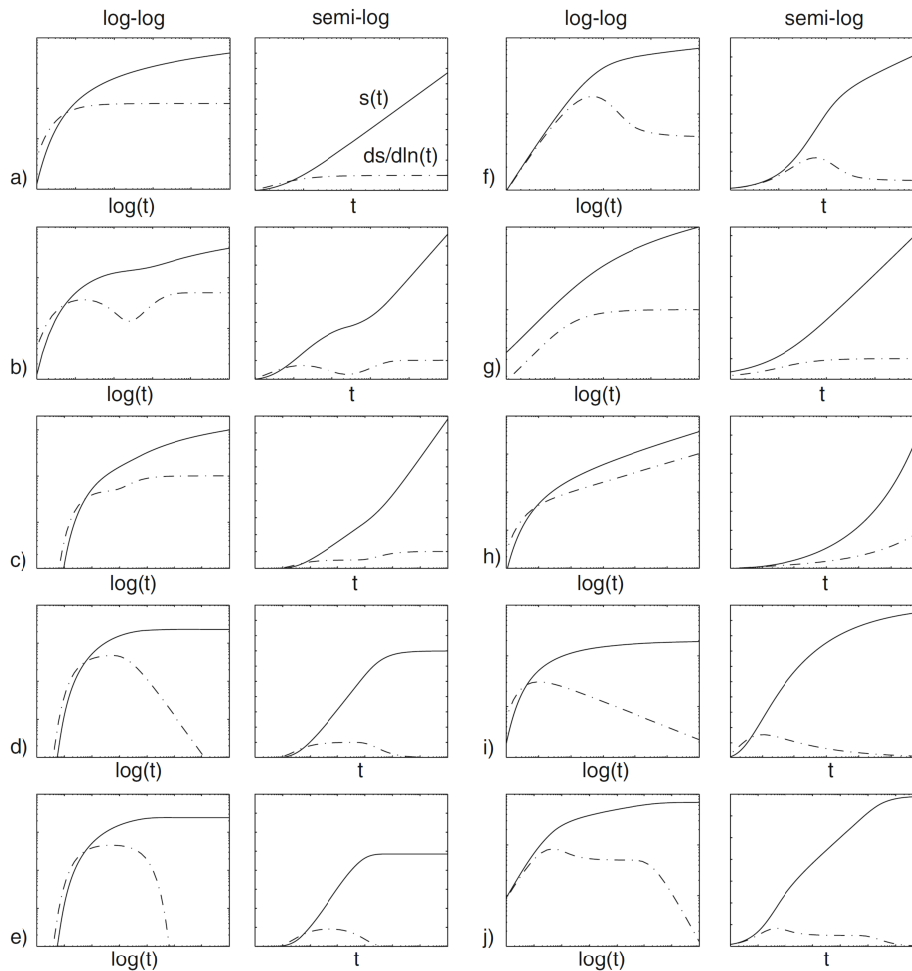 log-log semi-log log-log semi-log
s(t)
ds/dln(t)
a) f)
log(t) t log(t) t
b) g)
log(t) t log(t) t
c) h)
log(t) t log(t) t
d) i)
log(t) t log(t) t
e) j)
log(t) t log(t) t